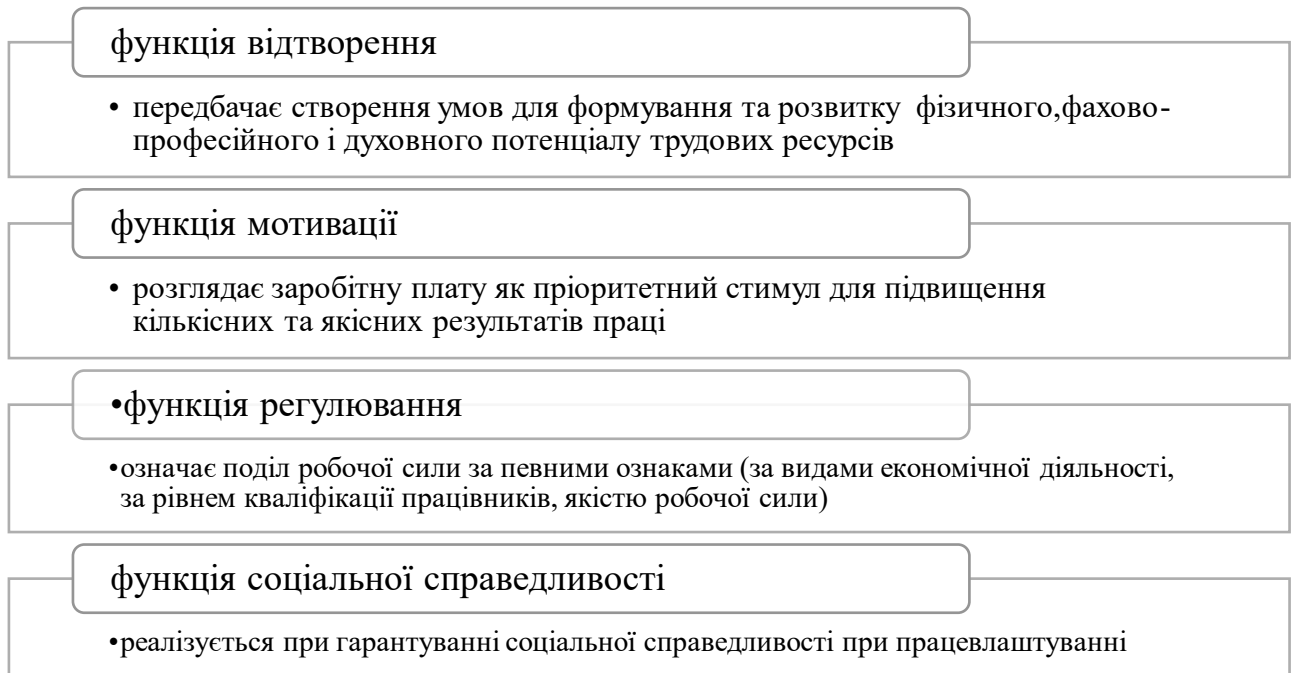 функція відтворення
• передбачає створення умов для формування та розвитку фізичного,фахово-
професійного і духовного потенціалу трудових ресурсів
функція мотивації
• розглядає заробітну плату як пріоритетний стимул для підвищення
кількісних та якісних результатів праці
•функція регулювання
•означає поділ робочої сили за певними ознаками (за видами економічної діяльності,
за рівнем кваліфікації працівників, якістю робочої сили)
функція соціальної справедливості
•реалізується при гарантуванні соціальної справедливості при працевлаштуванні